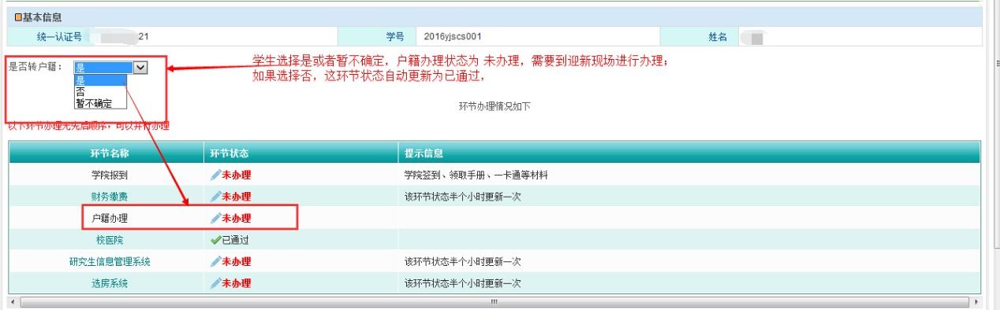 基本信息
统一认证号 21 学号 2016yjscs001 姓名
学生选择是或者暂不确定，户籍办理状态为 未办理，需要到迎新现场进行办理；
如果选择否，这环节状态自动更新为已通过，
是否转户籍： 是
是
否
暂不确定
环节办理情况如下
以下环节办理无先后顺序，可以并行办理
环节名称 环节状态 提示信息
学院报到 未办理 学院签到、领取手册、一卡通等材料
财务缴费 未办理 该环节状态半个小时更新一次
户籍办理 未办理
校医院 已通过
研究生信息管理系统 未办理 该环节状态半个小时更新一次
选房系统 未办理 该环节状态半个小时更新一次